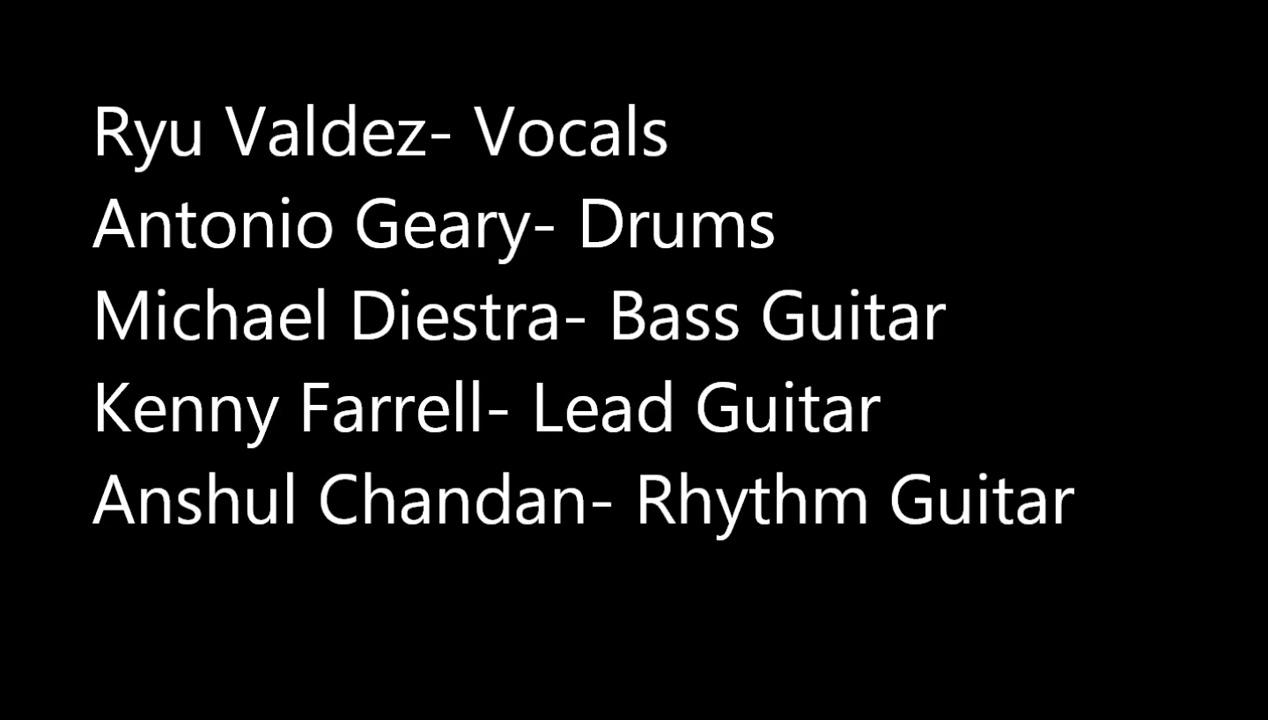 Ryu Valdez- Vocals
Antonio Geary- Drums
Michael Diestra- Bass Guitar
Kenny Farrell- Lead Guitar
Anshul Chandan- Rhythm Guitar